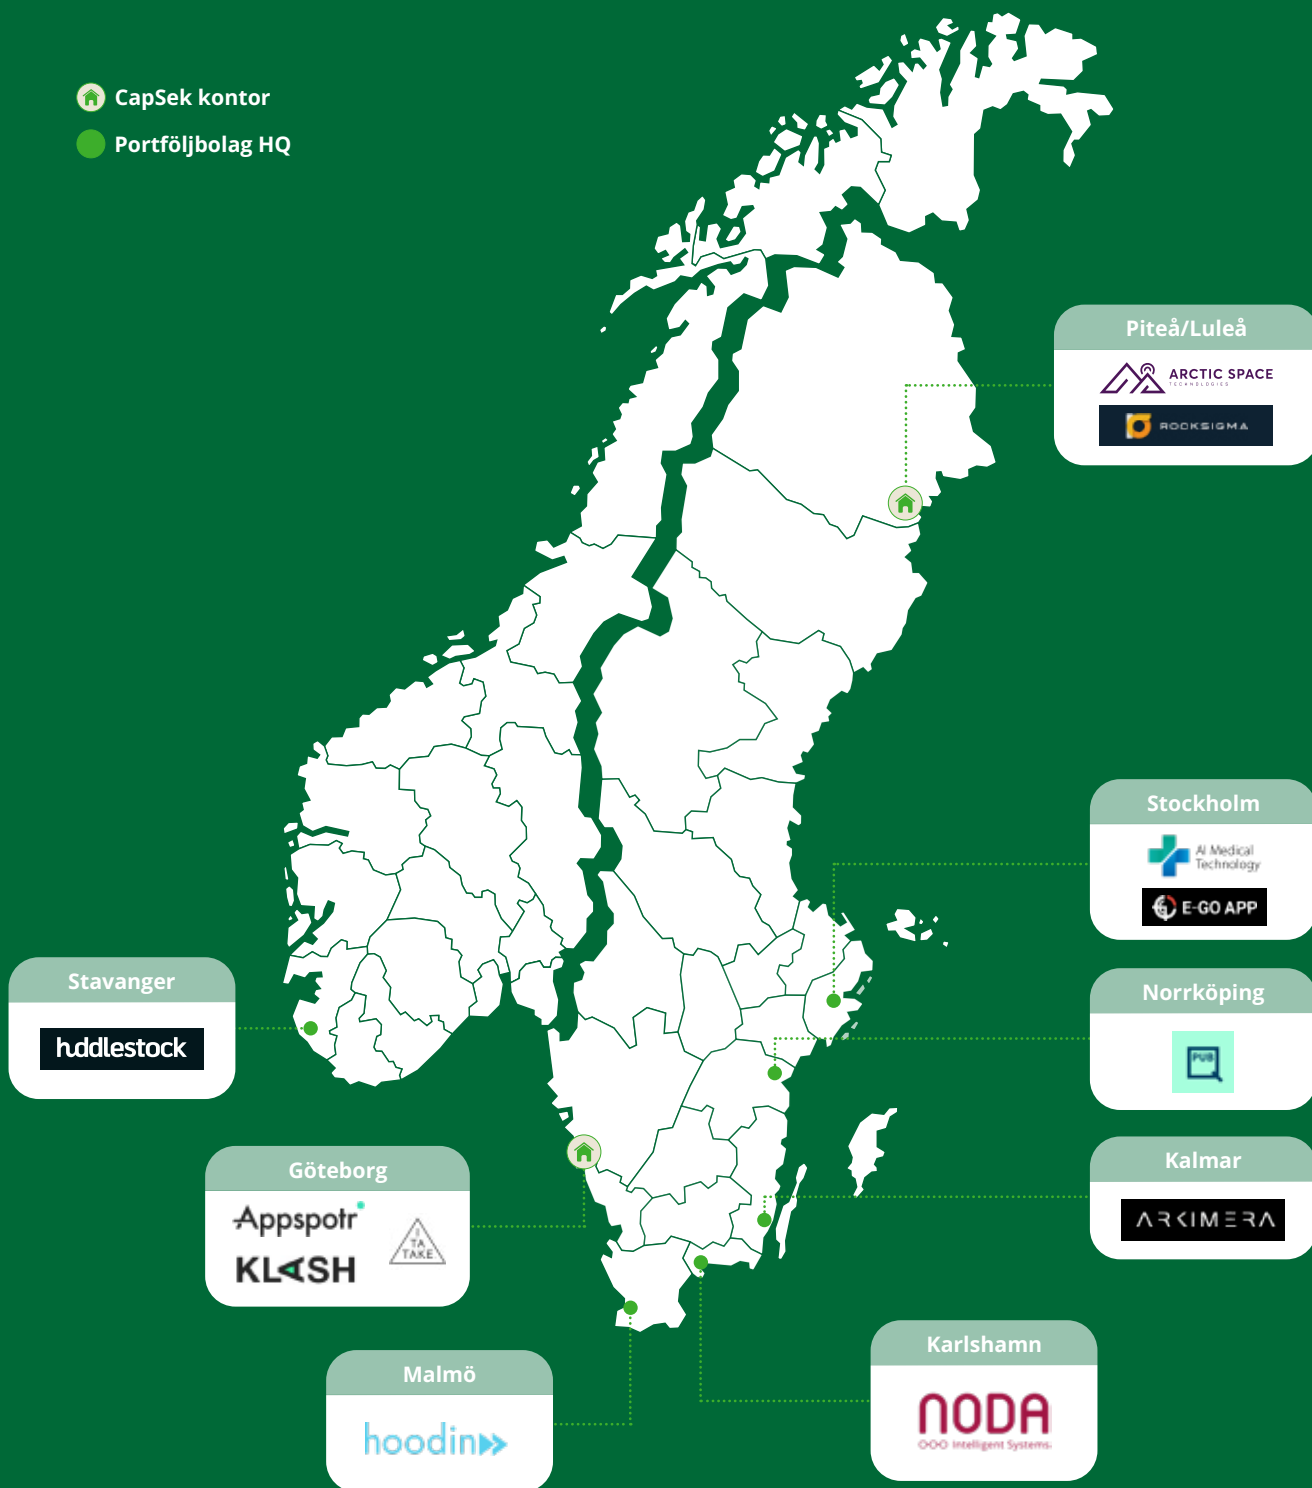 CapSek kontor
Portföljbolag HQ
Piteå/Luleå
ARCTIC SPACE
TECHNOLOGIES
ROCKSIGMA
Stockholm
AI Medical
Technology
E-GO APP
Norrköping
PUB
Kalmar
ARKIMERA
Stavanger
huddlestock
Göteborg
Appspotr
KLASH
I
TA
TAKE
Malmö
hoodin
Karlshamn
NODA
Intelligent Systems.